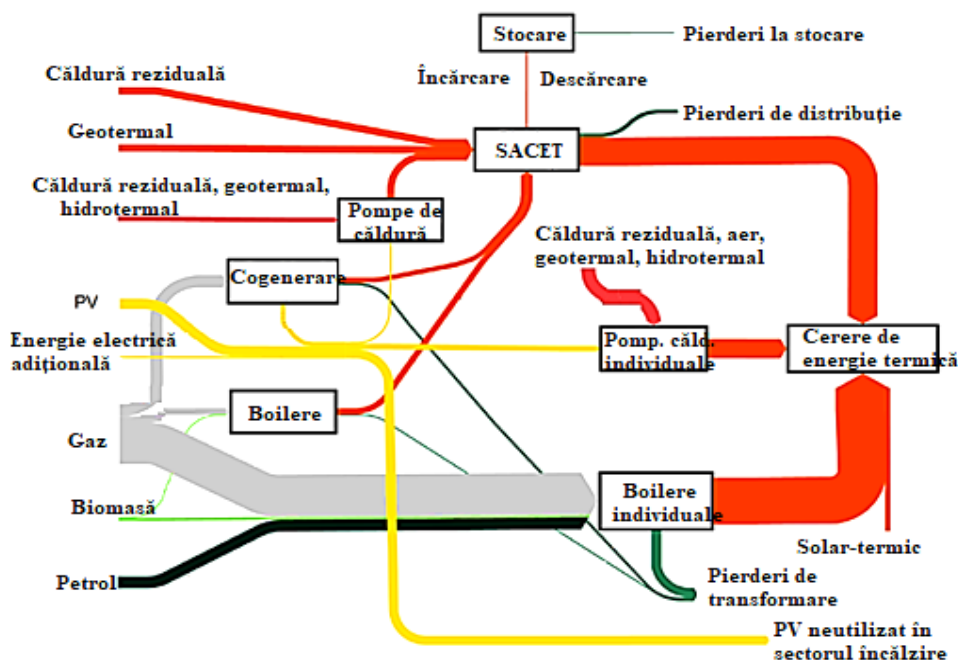 Stocare
Pierderi la stocare
Căldură reziduală
Încărcare
Descărcare
Geotermal
Pierderi de distribuție
SACET
Căldură reziduală, geotermal,
hidrotermal
Pompe de
căldură
Căldură reziduală, aer,
geotermal, hidrotermal
Cogenerare
PV
Energie electrică
adițională
Pomp. căld.
individuale
Cerere de
energie termică
Boilere
Gaz
Biomasă
Boilere
individuale
Solar-termic
Petrol
Pierderi de
transformare
PV neutilizat în
sectorul încălzire